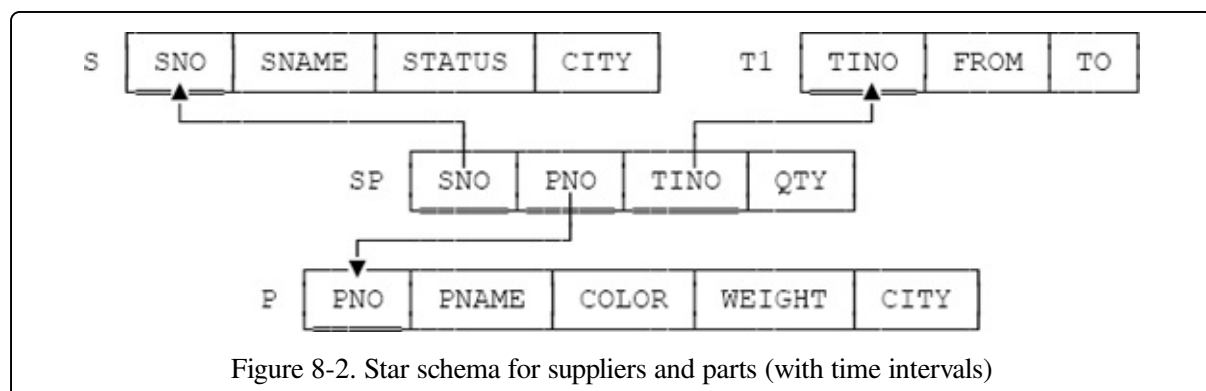 S SNO SNAME STATUS CITY T1 TINO FROM TO
SP SNO PNO TINO QTY
P PNO PNAME COLOR WEIGHT CITY
Figure 8-2. Star schema for suppliers and parts (with time intervals)